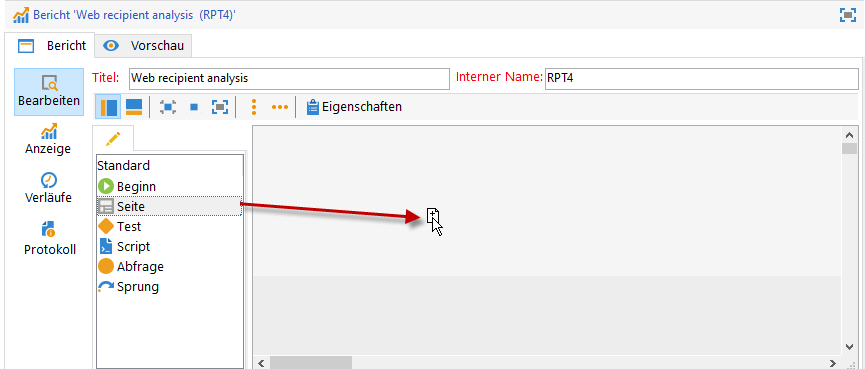 Bericht 'Web recipient analysis (RPT4)'
Bericht
Vorschau
Bearbeiten
Anzeige
Verläufe
Protokoll
Titel: Web recipient analysis Interner Name: RPT4
Eigenschaften
Standard
Beginn
Seite
Test
Script
Abfrage
Sprung